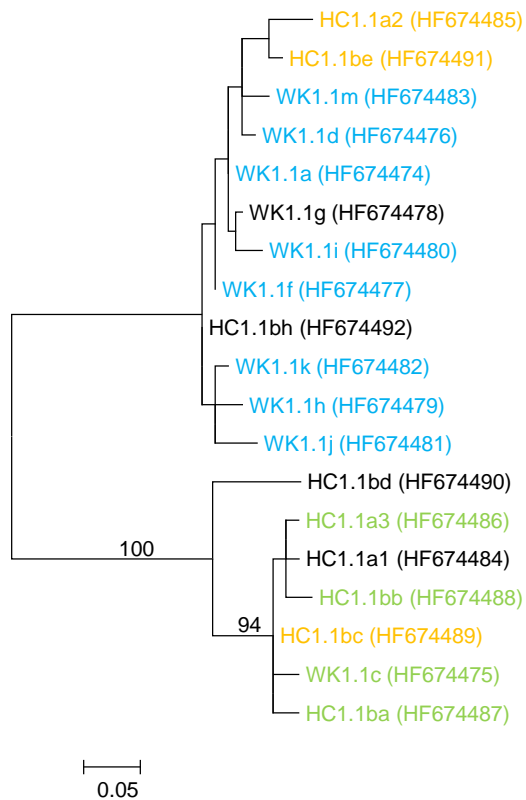 HC1.1a2 (HF674485)
HC1.1be (HF674491)
WK1.1m (HF674483)
WK1.1d (HF674476)
WK1.1a (HF674474)
WK1.1g (HF674478)
WK1.1i (HF674480)
WK1.1f (HF674477)
HC1.1bh (HF674492)
WK1.1k (HF674482)
WK1.1h (HF674479)
WK1.1j (HF674481)
HC1.1bd (HF674490)
HC1.1a3 (HF674486)
100
HC1.1a1 (HF674484)
HC1.1bb (HF674488)
94
HC1.1bc (HF674489)
WK1.1c (HF674475)
HC1.1ba (HF674487)
0.05